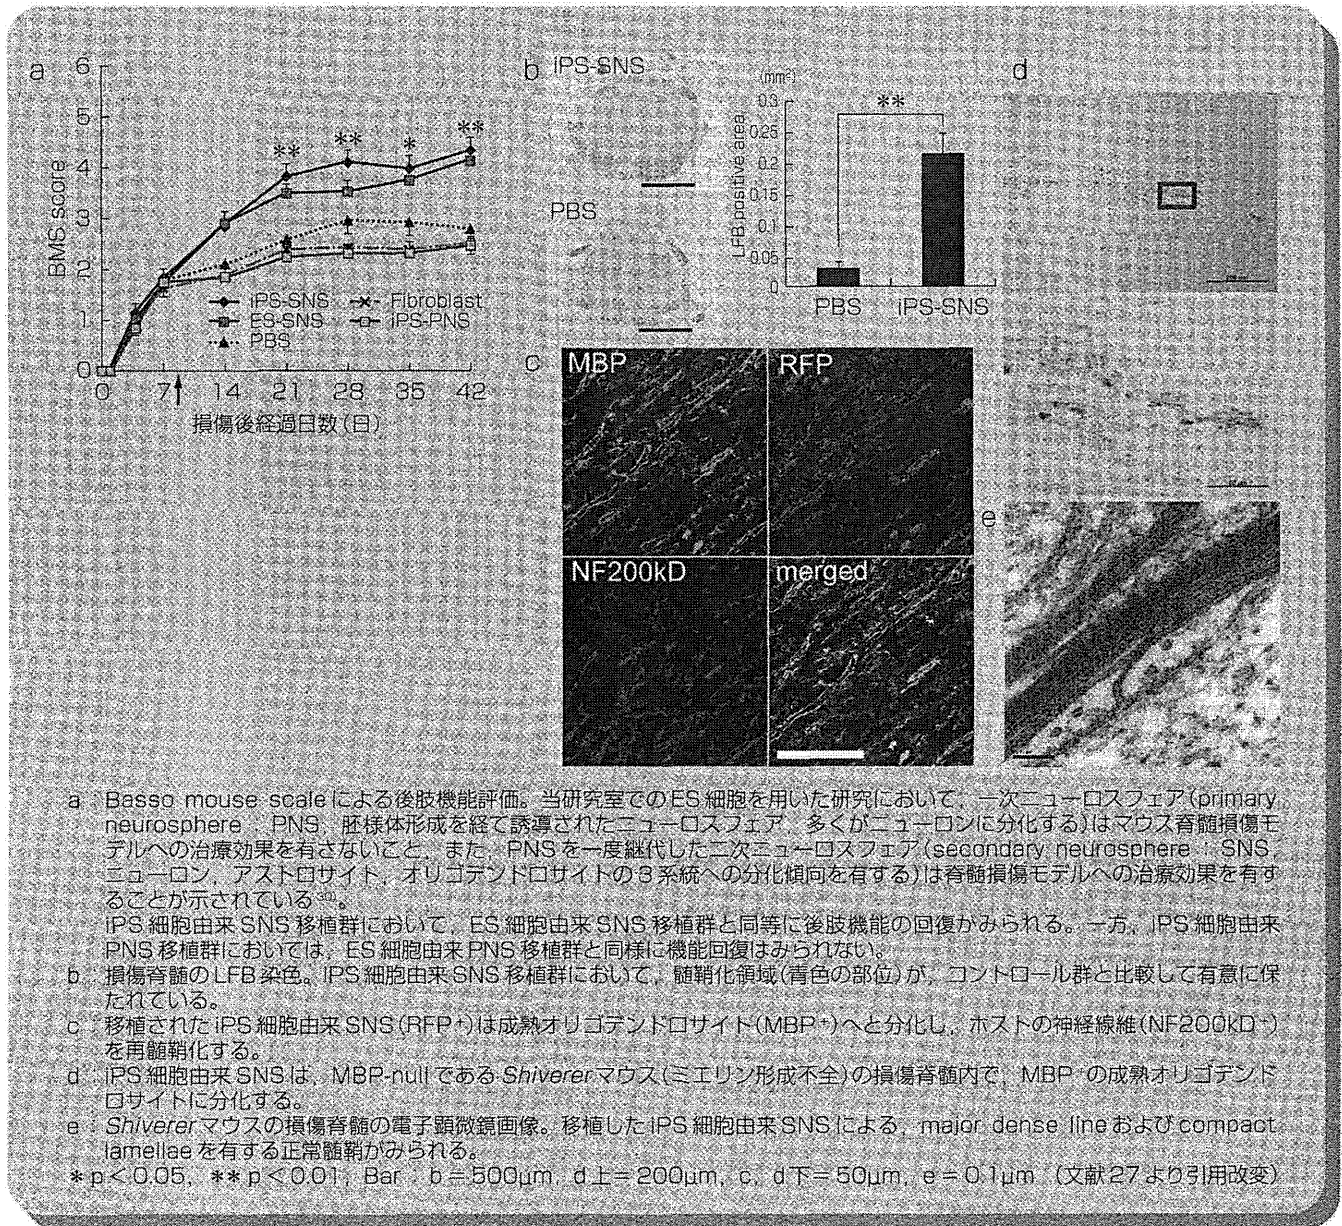 a
6
5
4
3
2
1
0
BMS score
** ** * **
iPS-SNS
ES-SNS
PBS
Fibroblast
iPS-PNS
0 7 14 21 28 35 42
損傷後経過日数(日)
b
iPS-SNS
PBS
(mm²)
0.3
0.25
0.2
0.15
0.1
0.05
0
LFB positive area
**
PBS iPS-SNS
c
MBP
RFP
NF200kD
merged
d
e
a：Basso mouse scaleによる後肢機能評価。当研究室でのES細胞を用いた研究において，一次ニューロスフェア(primary
neurosphere：PNS，胚様体形成を経て誘導されたニューロスフェア，多くがニューロンに分化する)はマウス脊髄損傷モ
デルへの治療効果を有さないこと，また，PNSを一度継代した二次ニューロスフェア(secondary neurosphere：SNS，
ニューロン，アストロサイト，オリゴデンドロサイトの3系統への分化傾向を有する)は脊髄損傷モデルへの治療効果を有す
ることが示されている³⁰⁾。
iPS細胞由来SNS移植群において，ES細胞由来SNS移植群と同等に後肢機能の回復がみられる。一方，iPS細胞由来
PNS移植群においては，ES細胞由来PNS移植群と同様に機能回復はみられない。
b：損傷脊髄のLFB染色。iPS細胞由来SNS移植群において，髄鞘化領域(青色の部位)が，コントロール群と比較して有意に保
たれている。
c：移植されたiPS細胞由来SNS(RFP⁺)は成熟オリゴデンドロサイト(MBP⁺)へと分化し，ホストの神経線維(NF200kD⁺)
を再髄鞘化する。
d：iPS細胞由来SNSは，MBP-nullであるShivererマウス(ミエリン形成不全)の損傷脊髄内で，MBP⁺の成熟オリゴデンド
ロサイトに分化する。
e：Shivererマウスの損傷脊髄の電子顕微鏡画像。移植したiPS細胞由来SNSによる，major dense lineおよびcompact
lamellaeを有する正常髄鞘がみられる。
＊p＜0.05，＊＊p＜0.01，Bar：b＝500μm，d上＝200μm，c，d下＝50μm，e＝0.1μm （文献27より引用改変）